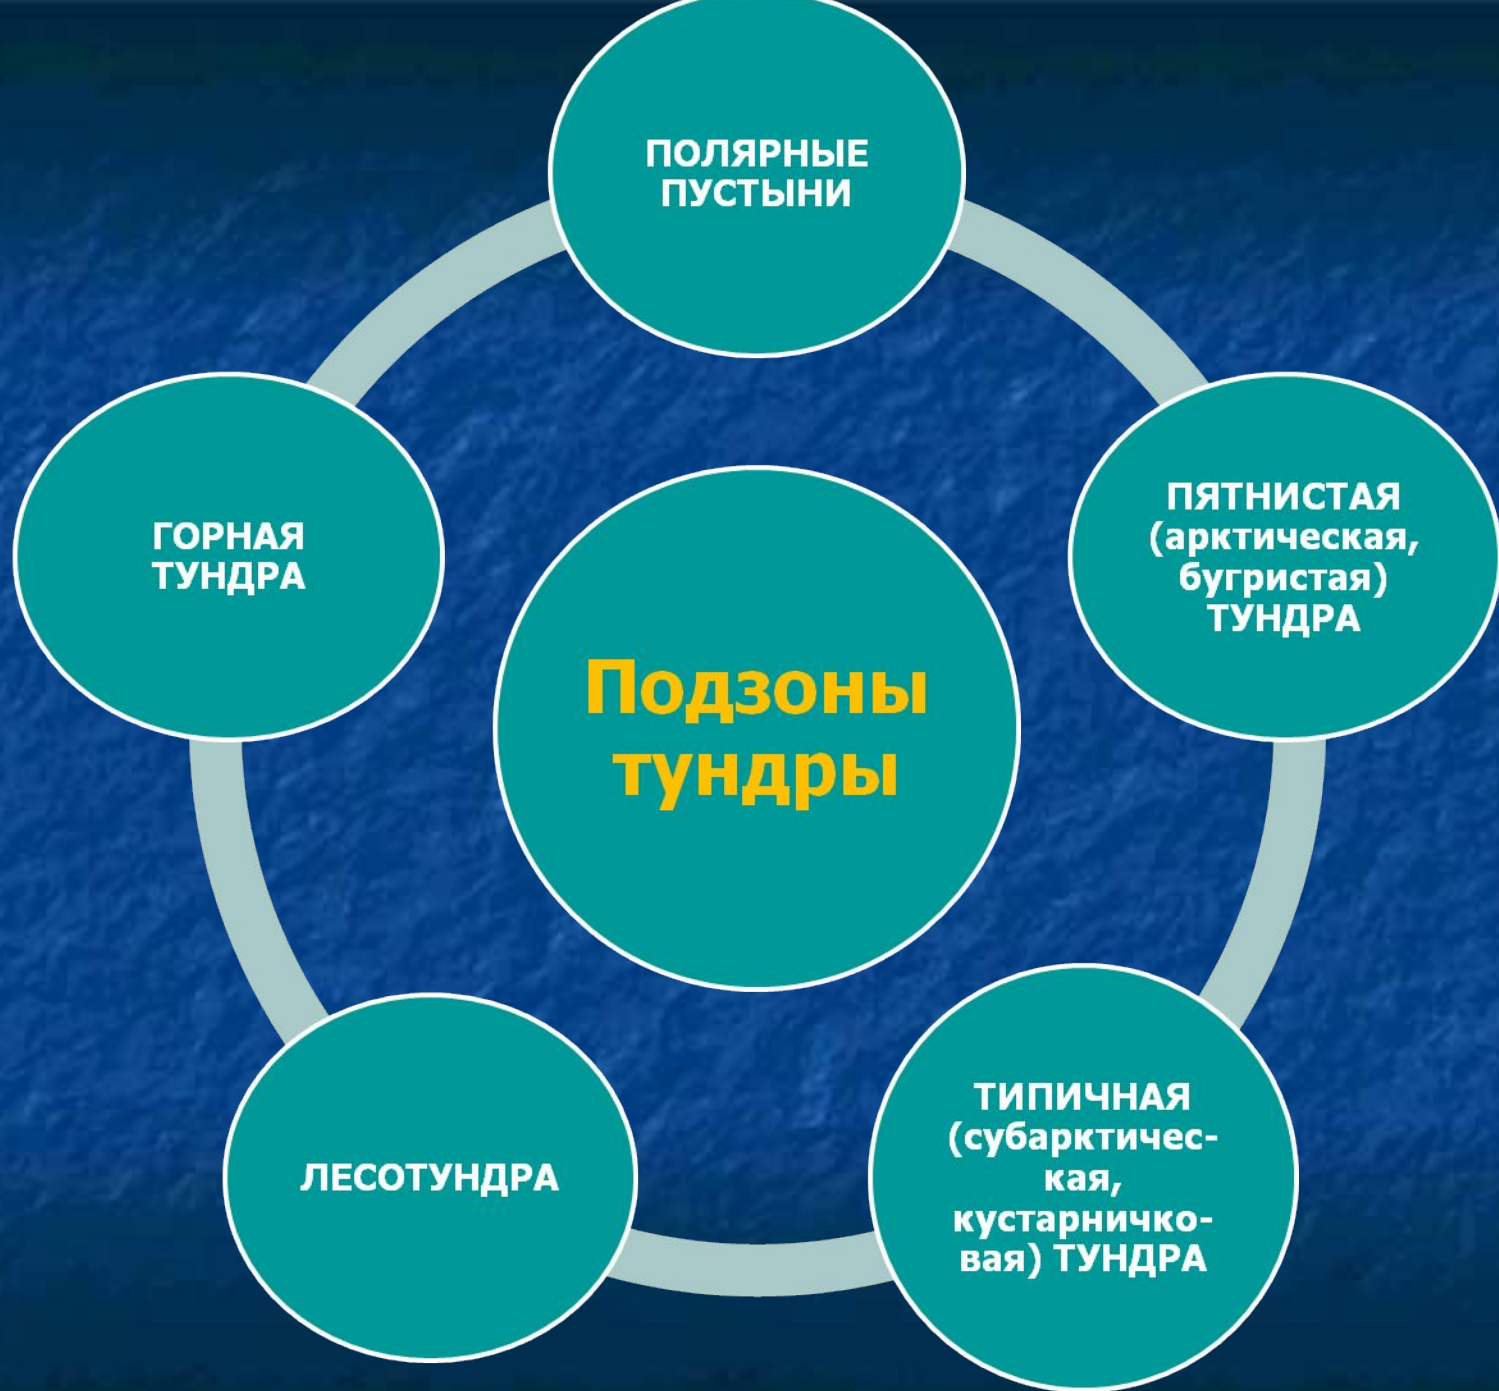 ПОЛЯРНЫЕ
ПУСТЫНИ
ПЯТНИСТАЯ
(арктическая,
бугристая)
ТУНДРА
ТИПИЧНАЯ
(субарктичес-
кая,
кустарничко-
вая) ТУНДРА
ЛЕСОТУНДРА
ГОРНАЯ
ТУНДРА
Подзоны
тундры